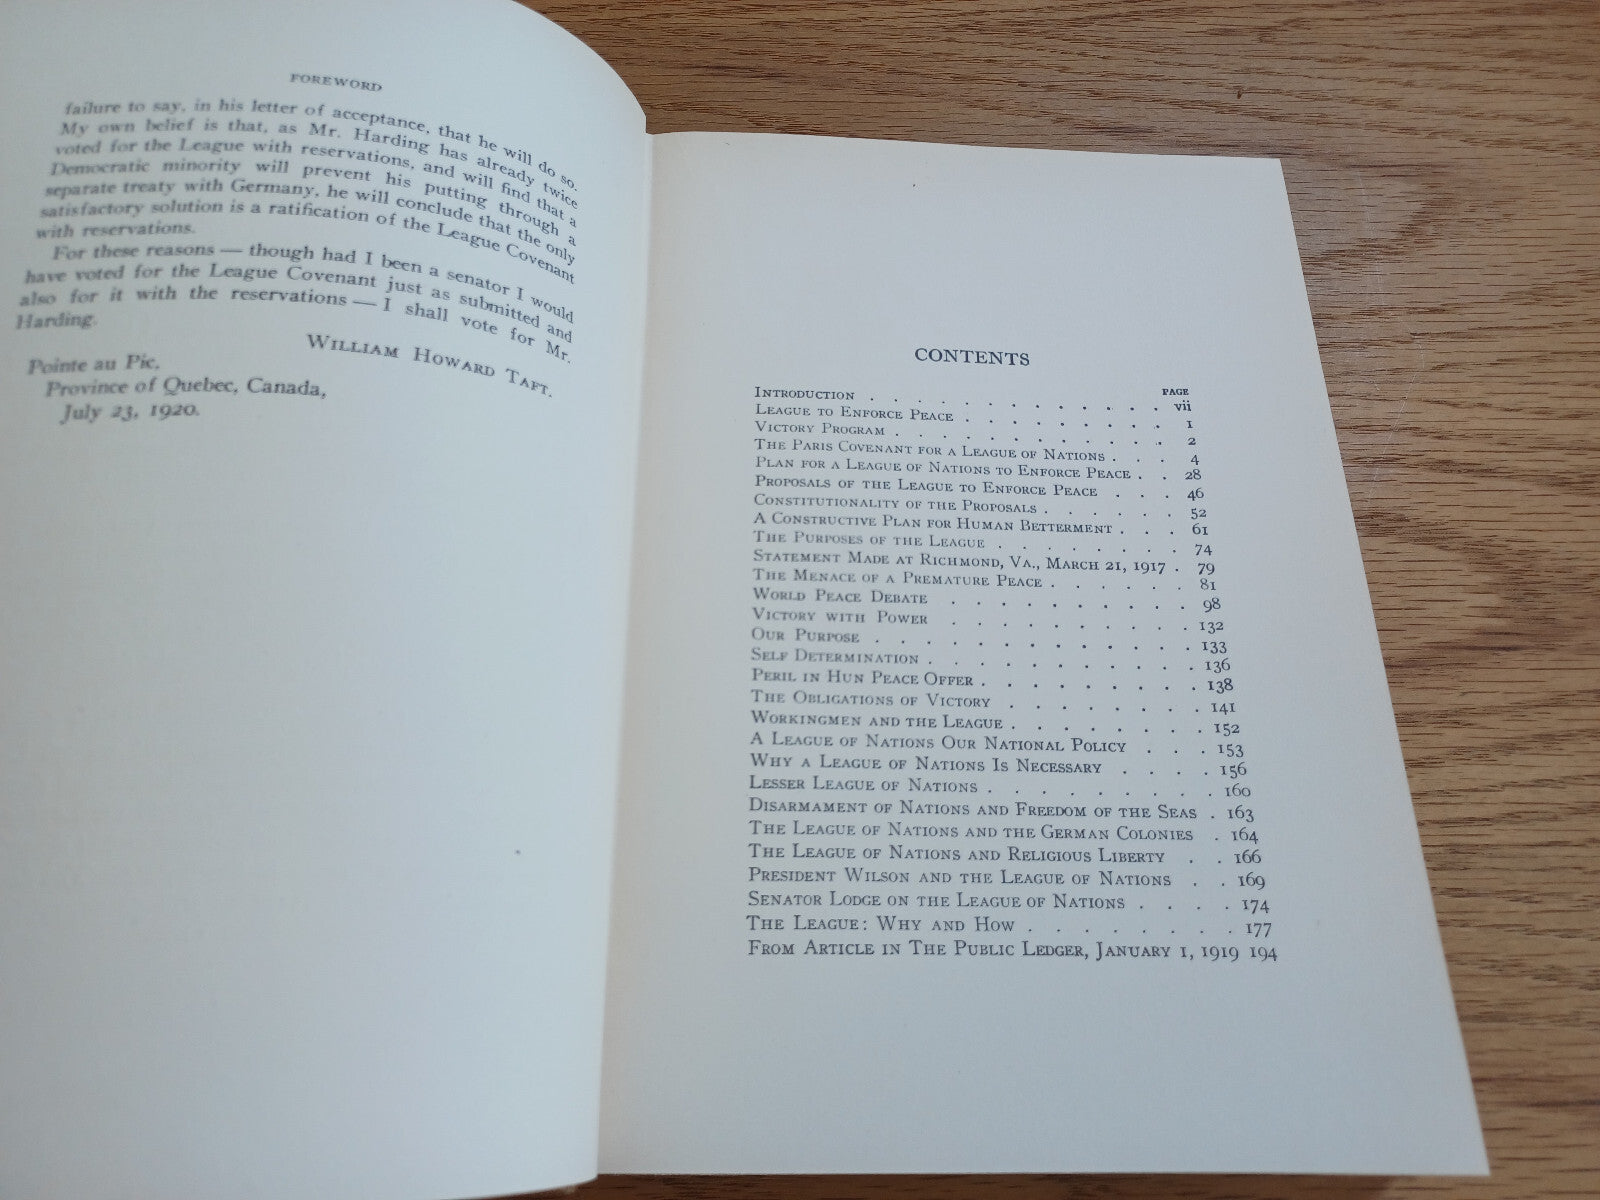 FOREWORD
failure to say, in his letter of acceptance, that he will do so.
My own belief is that, as Mr. Harding has already twice
voted for the League with reservations, and will find that a
Democratic minority will prevent his putting through a
separate treaty with Germany, he will conclude that the only
satisfactory solution is a ratification of the League Covenant
with reservations.
For these reasons — though had I been a senator I would
have voted for the League Covenant just as submitted and
also for it with the reservations — I shall vote for Mr.
Harding.
WILLIAM HOWARD TAFT.
Pointe au Pic,
Province of Quebec, Canada,
July 23, 1920.
CONTENTS
PAGE
INTRODUCTION . . . . . . . . . . . . . vii
LEAGUE TO ENFORCE PEACE . . . . . . . . . . 1
VICTORY PROGRAM . . . . . . . . . . . . 2
THE PARIS COVENANT FOR A LEAGUE OF NATIONS . . . 4
PLAN FOR A LEAGUE OF NATIONS TO ENFORCE PEACE . . 28
PROPOSALS OF THE LEAGUE TO ENFORCE PEACE . . . 46
CONSTITUTIONALITY OF THE PROPOSALS . . . . . . 52
A CONSTRUCTIVE PLAN FOR HUMAN BETTERMENT . . . 61
THE PURPOSES OF THE LEAGUE . . . . . . . 74
STATEMENT MADE AT RICHMOND, VA., MARCH 21, 1917 . 79
THE MENACE OF A PREMATURE PEACE . . . . . . 81
WORLD PEACE DEBATE . . . . . . . . . . 98
VICTORY WITH POWER . . . . . . . . . . 132
OUR PURPOSE . . . . . . . . . . . . 133
SELF DETERMINATION . . . . . . . . . . 136
PERIL IN HUN PEACE OFFER . . . . . . . . 138
THE OBLIGATIONS OF VICTORY . . . . . . . . 141
WORKINGMEN AND THE LEAGUE . . . . . . . . 152
A LEAGUE OF NATIONS OUR NATIONAL POLICY . . . 153
WHY A LEAGUE OF NATIONS IS NECESSARY . . . . 156
LESSER LEAGUE OF NATIONS . . . . . . . . . 160
DISARMAMENT OF NATIONS AND FREEDOM OF THE SEAS . 163
THE LEAGUE OF NATIONS AND THE GERMAN COLONIES . 164
THE LEAGUE OF NATIONS AND RELIGIOUS LIBERTY . . 166
PRESIDENT WILSON AND THE LEAGUE OF NATIONS . . 169
SENATOR LODGE ON THE LEAGUE OF NATIONS . . . . 174
THE LEAGUE: WHY AND HOW . . . . . . . . 177
FROM ARTICLE IN THE PUBLIC LEDGER, JANUARY 1, 1919 194